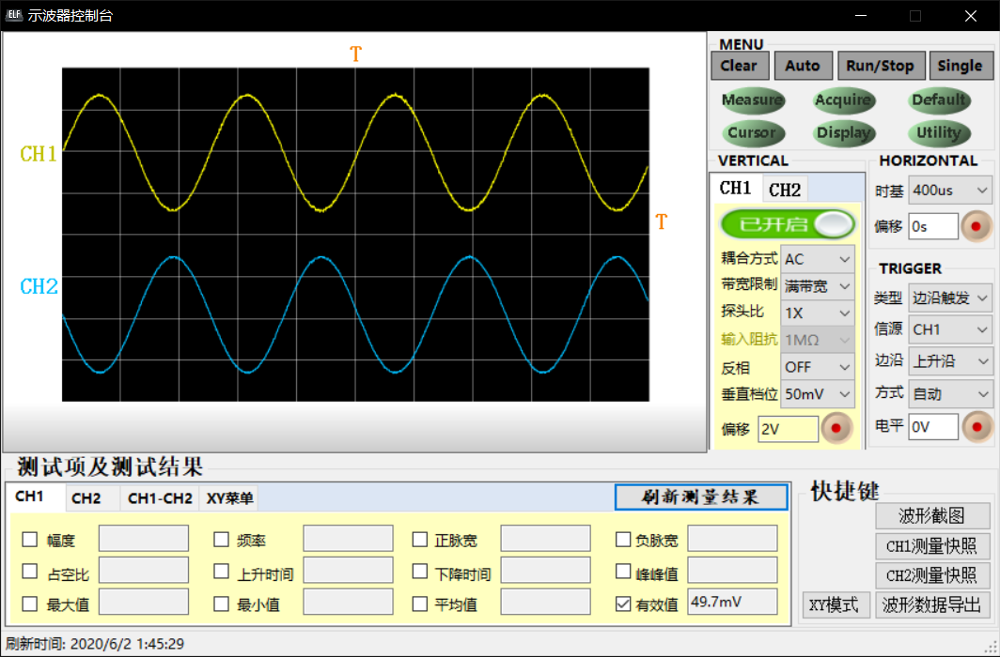 ELF 示波器控制台
T
CH1
T
CH2
MENU
Clear Auto Run/Stop Single
Measure Acquire Default
Cursor Display Utility
VERTICAL
CH1 CH2
已开启
耦合方式 AC
带宽限制 满带宽
探头比 1X
输入阻抗 1MΩ
反相 OFF
垂直档位 50mV
偏移 2V
HORIZONTAL
时基 400us
偏移 0s
TRIGGER
类型 边沿触发
信源 CH1
边沿 上升沿
方式 自动
电平 0V
测试项及测试结果
CH1 CH2 CH1-CH2 XY菜单 刷新测量结果
幅度 频率 正脉宽 负脉宽
占空比 上升时间 下降时间 峰峰值
最大值 最小值 平均值 有效值 49.7mV
快捷键
波形截图
CH1测量快照
CH2测量快照
XY模式 波形数据导出
刷新时间: 2020/6/2 1:45:29